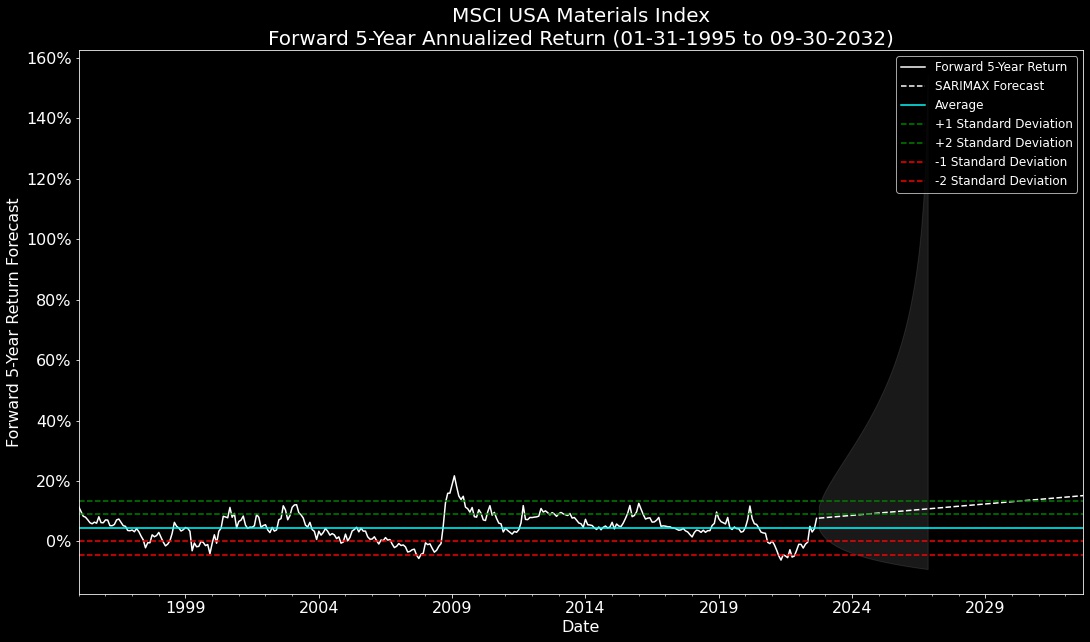 MSCI USA Materials Index
Forward 5-Year Annualized Return (01-31-1995 to 09-30-2032)
Forward 5-Year Return Forecast
160%
140%
120%
100%
80%
60%
40%
20%
0%
Forward 5-Year Return
SARIMAX Forecast
Average
+1 Standard Deviation
+2 Standard Deviation
-1 Standard Deviation
-2 Standard Deviation
1999 2004 2009 2014 2019 2024 2029
Date